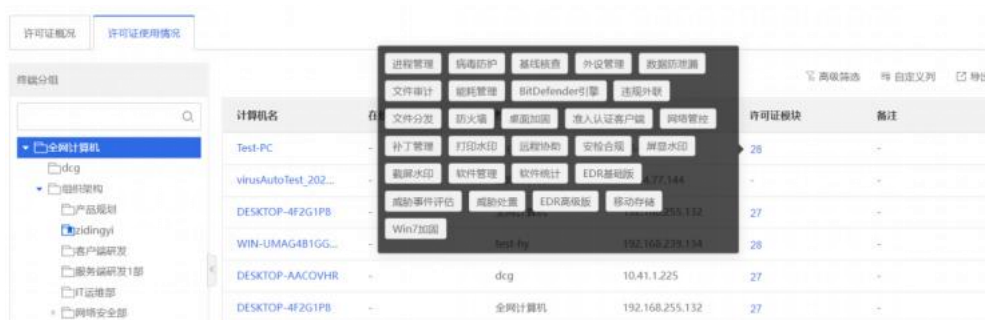 许可证概况 许可证使用情况
终端分组
高级筛选 自定义列 导出
进程管理 病毒防护 基线核查 外设管理 数据防泄漏
文件审计 能耗管理 BitDefender引擎 违规外联
文件分发 防火墙 桌面加固 准入认证客户端 网络管控
补丁管理 打印水印 远程协助 安检合规 屏显水印
截屏水印 软件管理 软件统计 EDR基础版
威胁事件评估 威胁处置 EDR高级版 移动存储
Win7加固
全网计算机
dcg
组织架构
产品规划
zidingyi
客户端研发
服务端研发1部
IT运维部
网络安全部
计算机名 许可证模块 备注
Test-PC 28 -
virusAutoTest_202... - -
DESKTOP-4F2G1P8 - 192.168.255.132 27 -
WIN-UMAG481GG... - test-hy 192.168.239.134 28 -
DESKTOP-AACOVHR - dcg 10.41.1.225 27 -
DESKTOP-4F2G1P8 - 全网计算机 192.168.255.132 27 -